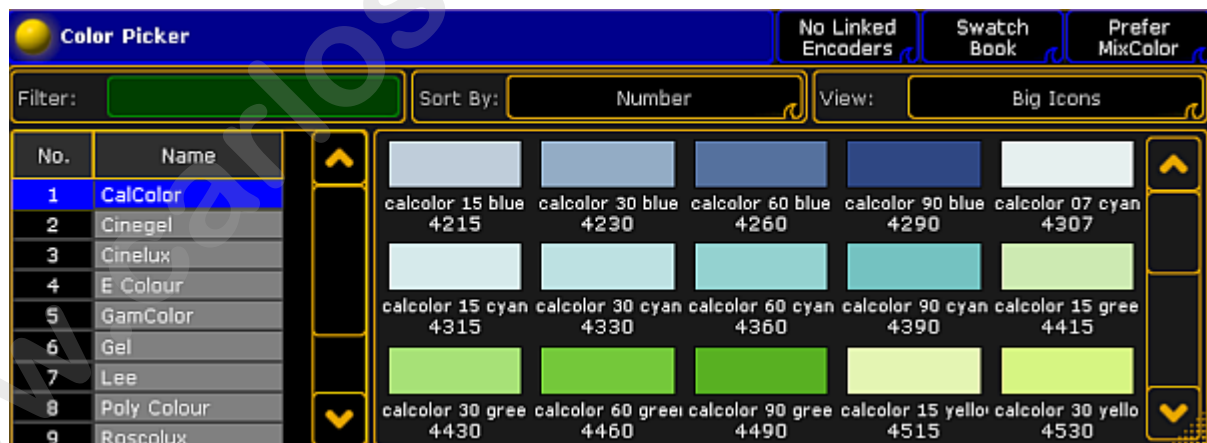 Color Picker
No Linked
Encoders
Swatch
Book
Prefer
MixColor
Filter:
Sort By:
Number
View:
Big Icons
No. Name
1 CalColor
2 Cinegel
3 Cinelux
4 E Colour
5 GamColor
6 Gel
7 Lee
8 Poly Colour
9 Roscolux
calcolor 15 blue calcolor 30 blue calcolor 60 blue calcolor 90 blue calcolor 07 cyan
4215 4230 4260 4290 4307
calcolor 15 cyan calcolor 30 cyan calcolor 60 cyan calcolor 90 cyan calcolor 15 gree
4315 4330 4360 4390 4415
calcolor 30 gree calcolor 60 gree calcolor 90 gree calcolor 15 yello calcolor 30 yello
4430 4460 4490 4515 4530
w.carlos